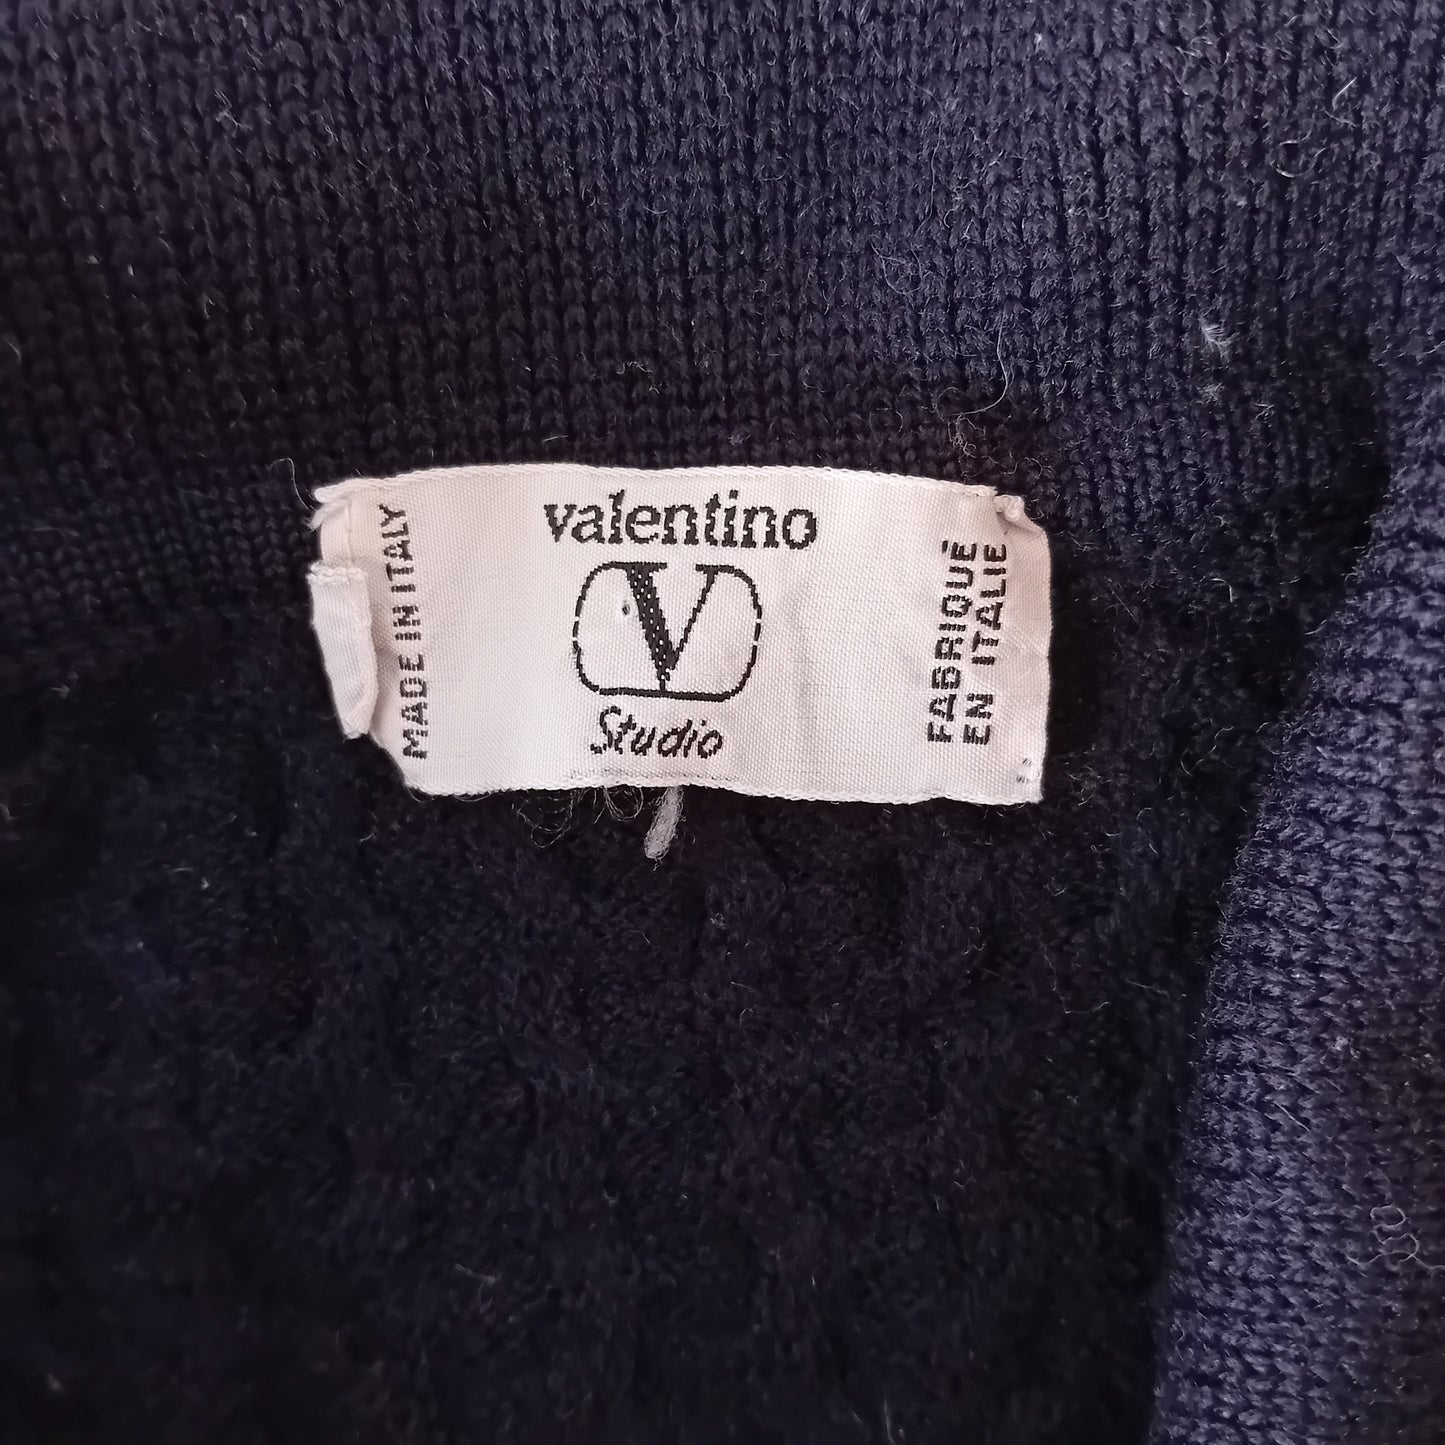 valentino
V
Studio
MADE IN ITALY
FABRIQUÉ
EN ITALIE